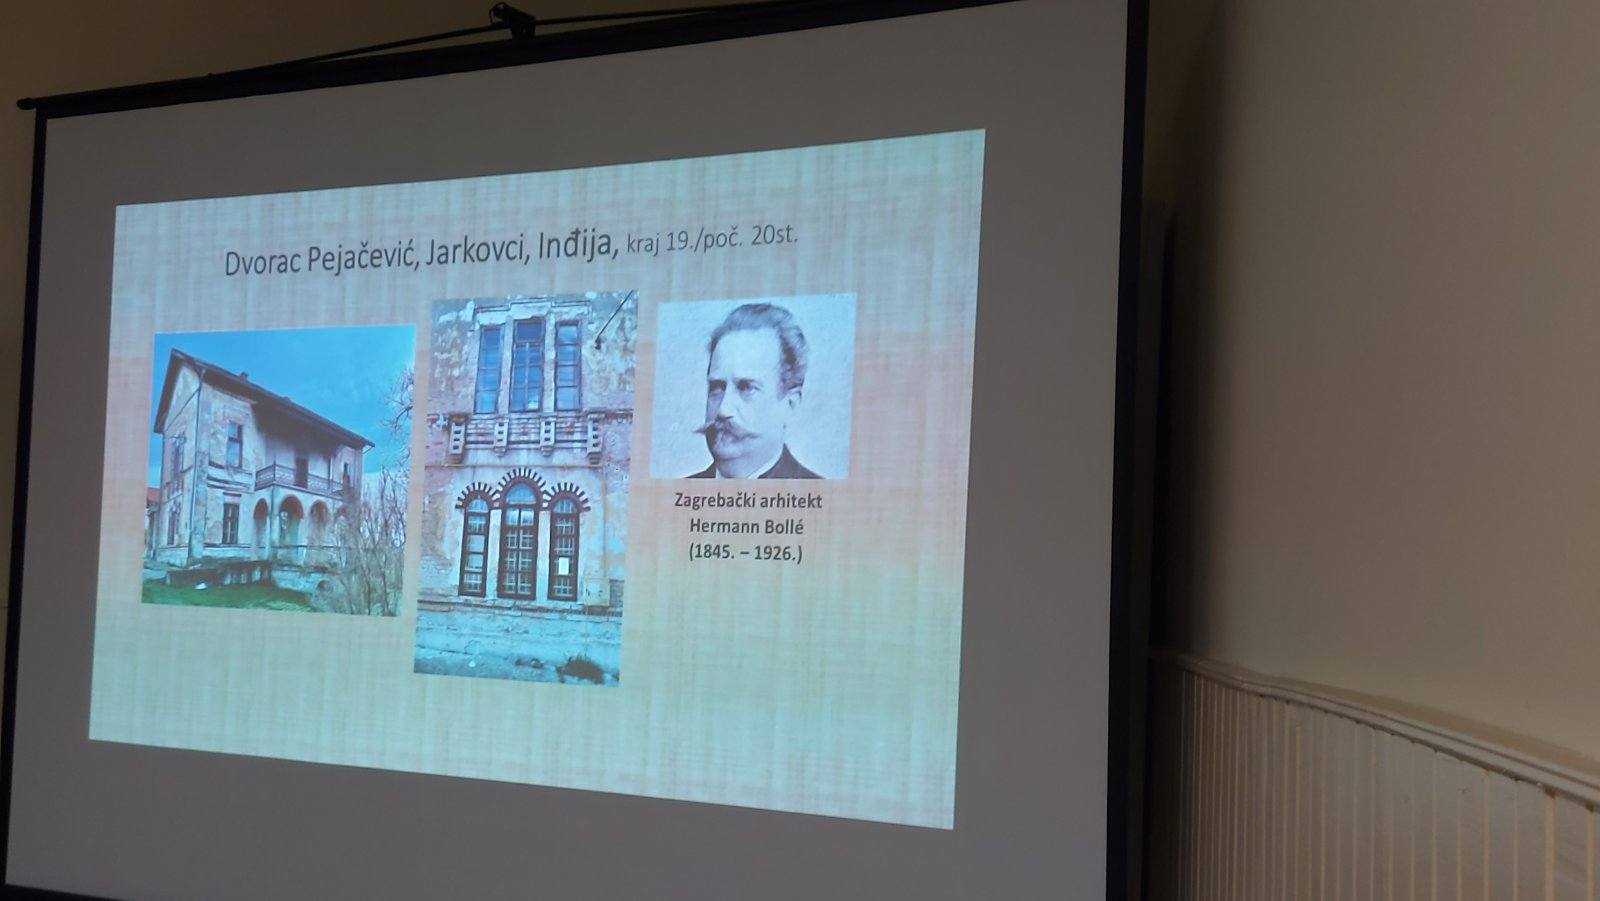 Dvorac Pejačević, Jarkovci, Inđija, kraj 19./poč. 20st.
Zagrebački arhitekt
Hermann Bollé
(1845. – 1926.)